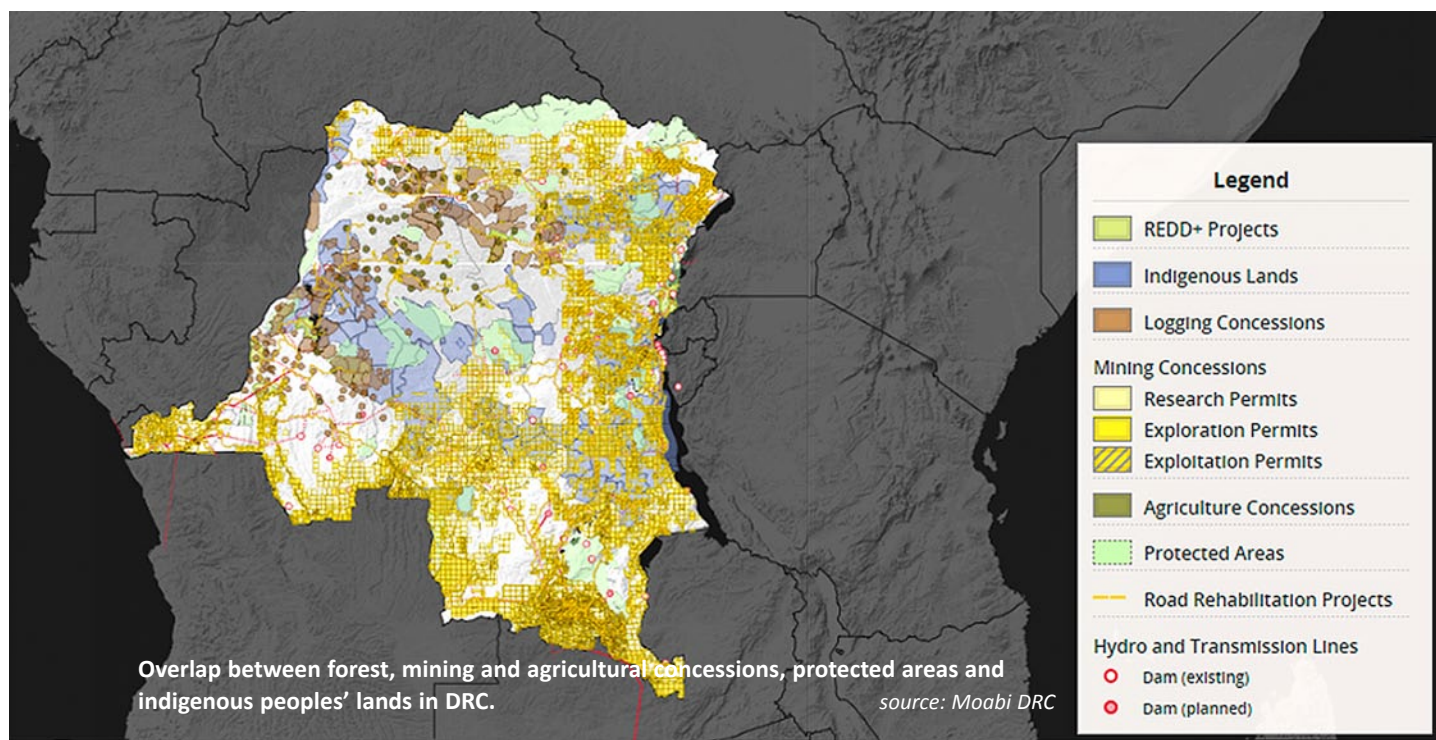 Legend
REDD+ Projects
Indigenous Lands
Logging Concessions
Mining Concessions
Research Permits
Exploration Permits
Exploitation Permits
Agriculture Concessions
Protected Areas
Road Rehabilitation Projects
Hydro and Transmission Lines
Dam (existing)
Dam (planned)
Overlap between forest, mining and agricultural concessions, protected areas and
indigenous peoples’ lands in DRC.
source: Moabi DRC